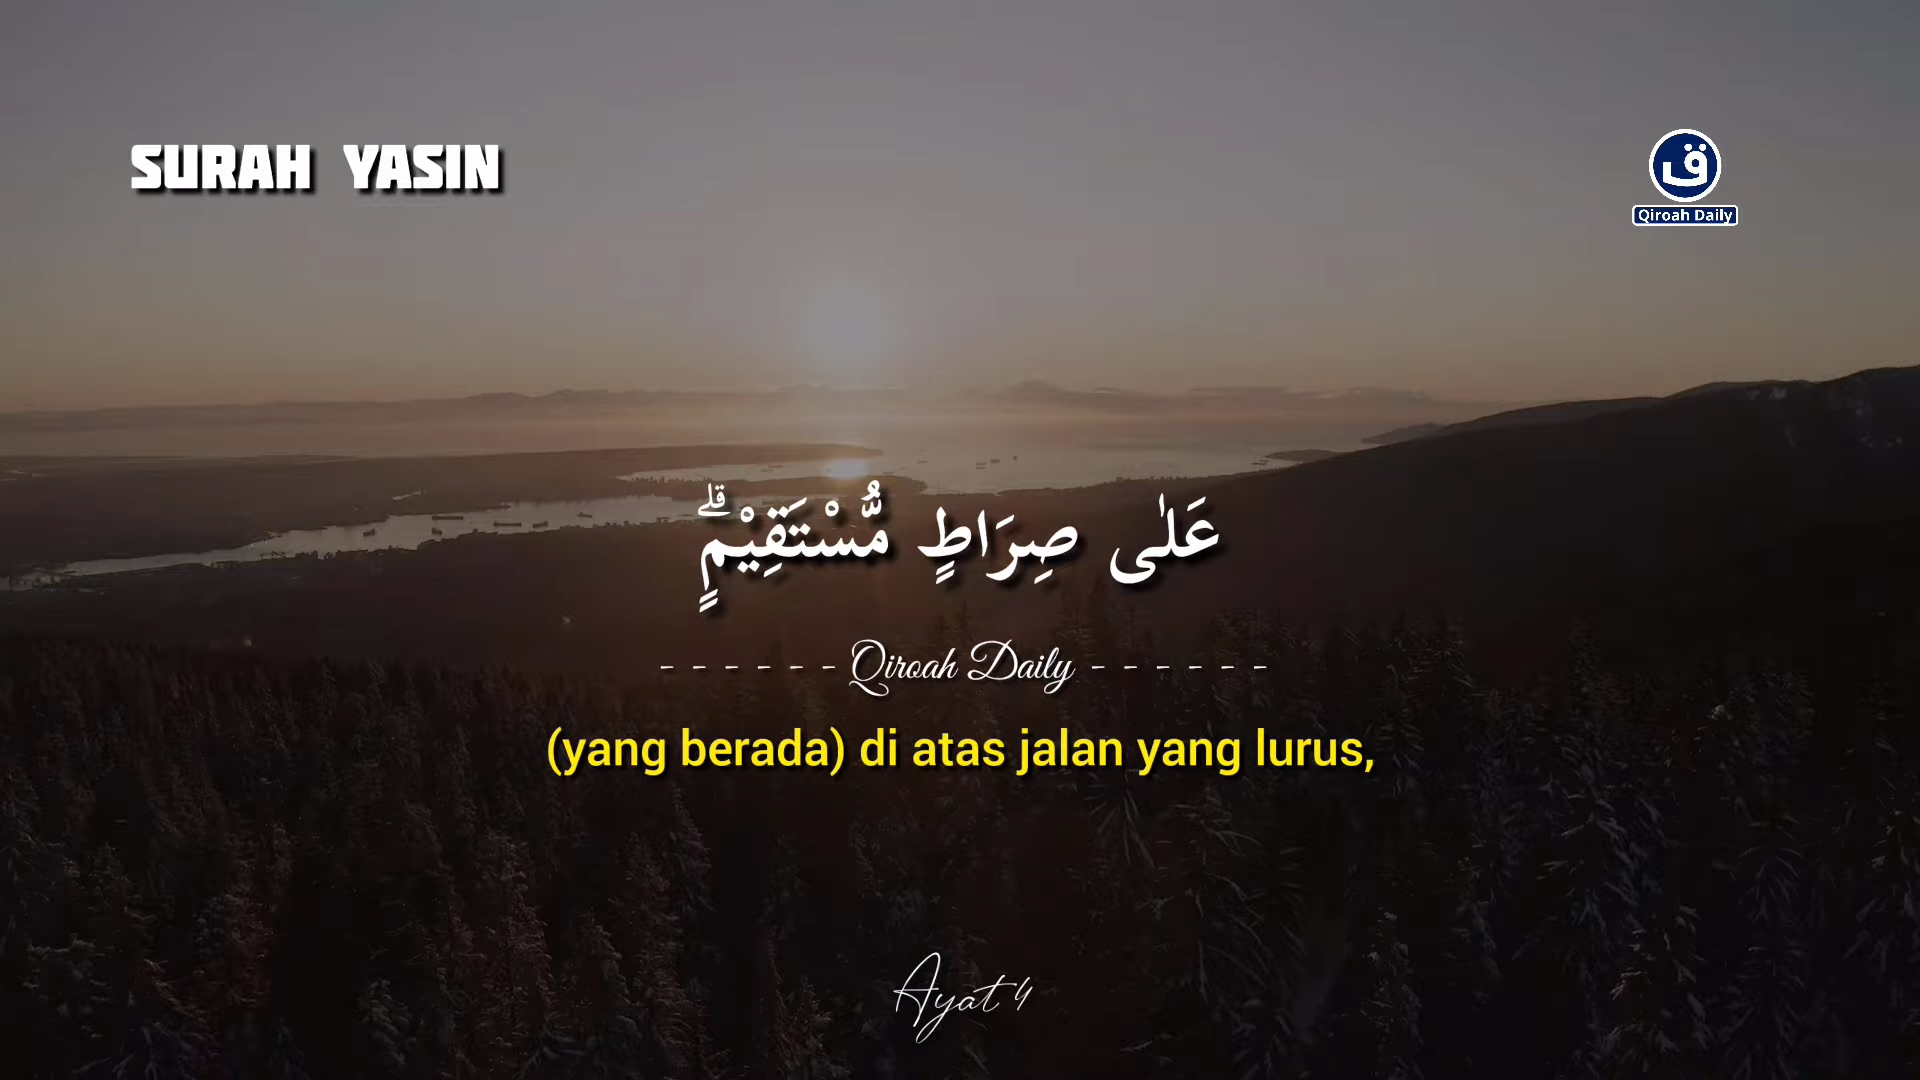 SURAH YASIN
ق
Qiroah Daily
عَلٰى صِرَاطٍ مُّسْتَقِيْمٍۗ
------ Qiroah Daily ------
(yang berada) di atas jalan yang lurus,
Ayat 4